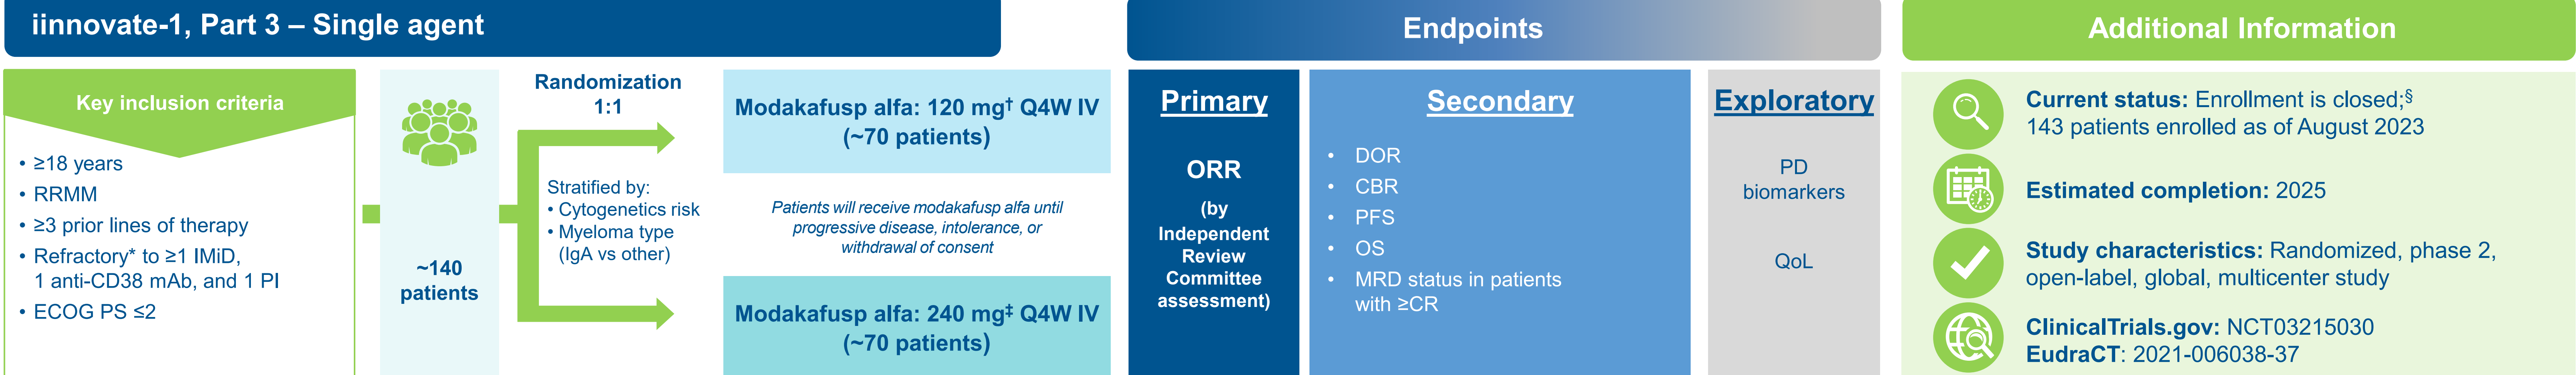 iinnovate-1, Part 3 – Single agent
Key inclusion criteria
• ≥18 years
• RRMM
• ≥3 prior lines of therapy
• Refractory* to ≥1 IMiD,
1 anti-CD38 mAb, and 1 PI
• ECOG PS ≤2
~140
patients
Randomization
1:1
Stratified by:
• Cytogenetics risk
• Myeloma type
(IgA vs other)
Modakafusp alfa: 120 mg† Q4W IV
(~70 patients)
Patients will receive modakafusp alfa until
progressive disease, intolerance, or
withdrawal of consent
Modakafusp alfa: 240 mg‡ Q4W IV
(~70 patients)
Endpoints
Primary
ORR
(by
Independent
Review
Committee
assessment)
Secondary
• DOR
• CBR
• PFS
• OS
• MRD status in patients
with ≥CR
Exploratory
PD
biomarkers
QoL
Additional Information
Current status: Enrollment is closed;§
143 patients enrolled as of August 2023
Estimated completion: 2025
Study characteristics: Randomized, phase 2,
open-label, global, multicenter study
ClinicalTrials.gov: NCT03215030
EudraCT: 2021-006038-37